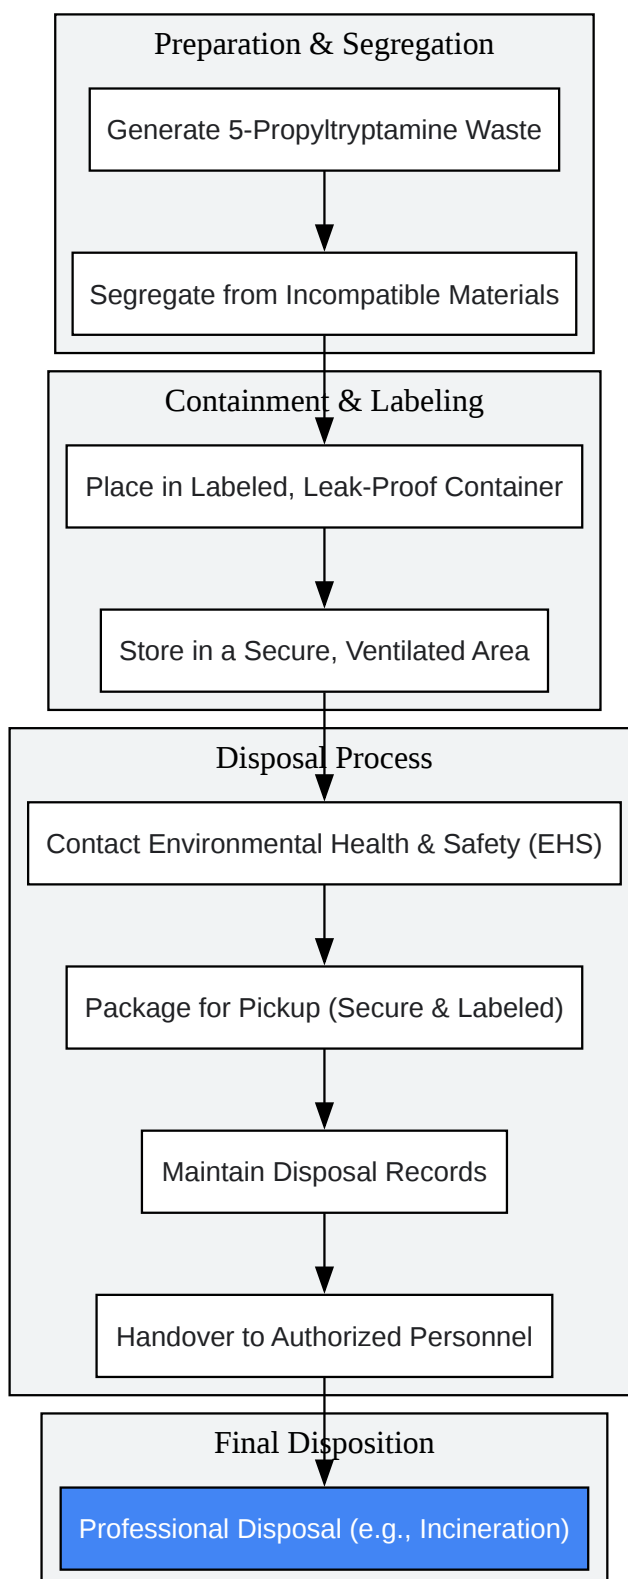 Preparation & Segregation
Generate 5-Propyltryptamine Waste
Segregate from Incompatible Materials
Containment & Labeling
Place in Labeled, Leak-Proof Container
Store in a Secure, Ventilated Area
Disposal Process
Contact Environmental Health & Safety (EHS)
Package for Pickup (Secure & Labeled)
Maintain Disposal Records
Handover to Authorized Personnel
Final Disposition
Professional Disposal (e.g., Incineration)